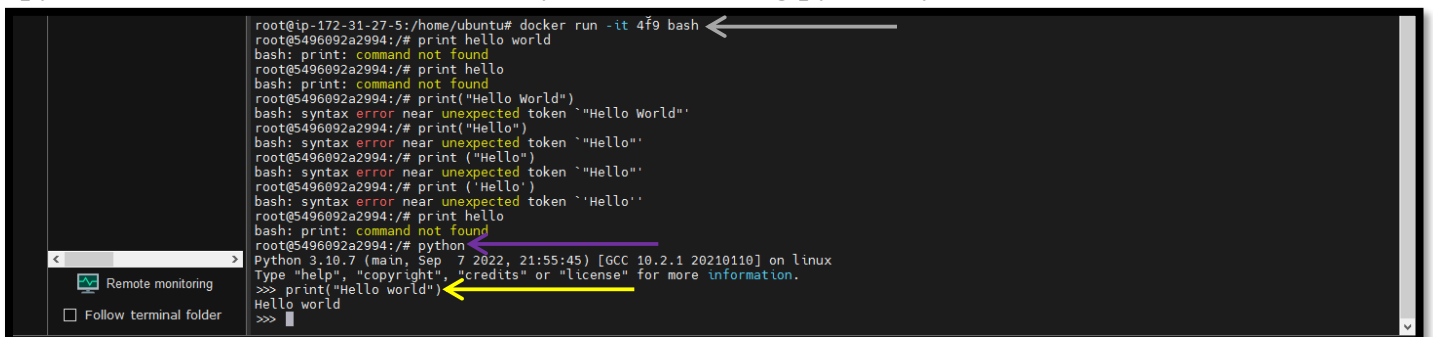 root@ip-172-31-27-5:/home/ubuntu# docker run -it 4f9 bash
root@5496092a2994:/# print hello world
bash: print: command not found
root@5496092a2994:/# print hello
bash: print: command not found
root@5496092a2994:/# print("Hello World")
bash: syntax error near unexpected token `"Hello World"'
root@5496092a2994:/# print("Hello")
bash: syntax error near unexpected token `"Hello"'
root@5496092a2994:/# print ("Hello")
bash: syntax error near unexpected token `"Hello"'
root@5496092a2994:/# print ('Hello')
bash: syntax error near unexpected token `'Hello''
root@5496092a2994:/# print hello
bash: print: command not found
root@5496092a2994:/# python
Python 3.10.7 (main, Sep  7 2022, 21:55:45) [GCC 10.2.1 20210110] on linux
Type "help", "copyright", "credits" or "license" for more information.
>>> print("Hello world")
Hello world
>>>
Remote monitoring
Follow terminal folder